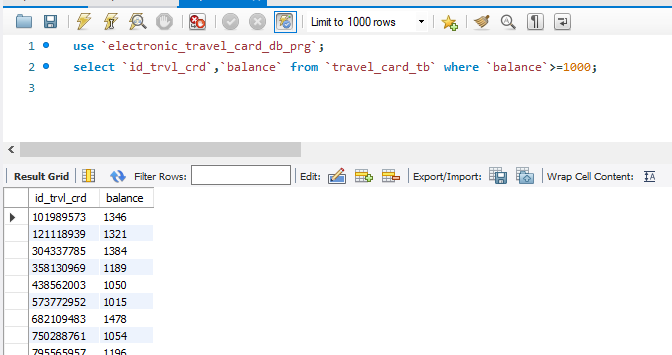 Limit to 1000 rows
1 use `electronic_travel_card_db_prg`;
2 select `id_trvl_crd`,`balance` from `travel_card_tb` where `balance`>=1000;
3
Result Grid Filter Rows: Edit: Export/Import: Wrap Cell Content:
id_trvl_crd balance
101989573 1346
121118939 1321
304337785 1384
358130969 1189
438562003 1050
573772952 1015
682109483 1478
750288761 1054
795565957 1196